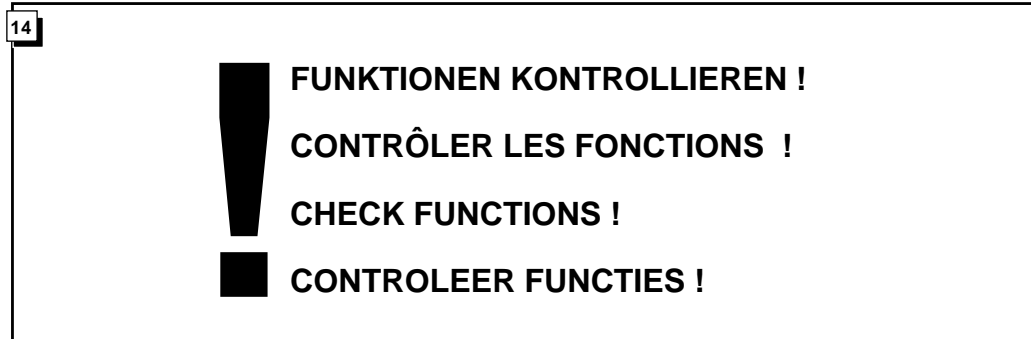 14
FUNKTIONEN KONTROLLIEREN !
CONTRÔLER LES FONCTIONS !
CHECK FUNCTIONS !
CONTROLEER FUNCTIES !